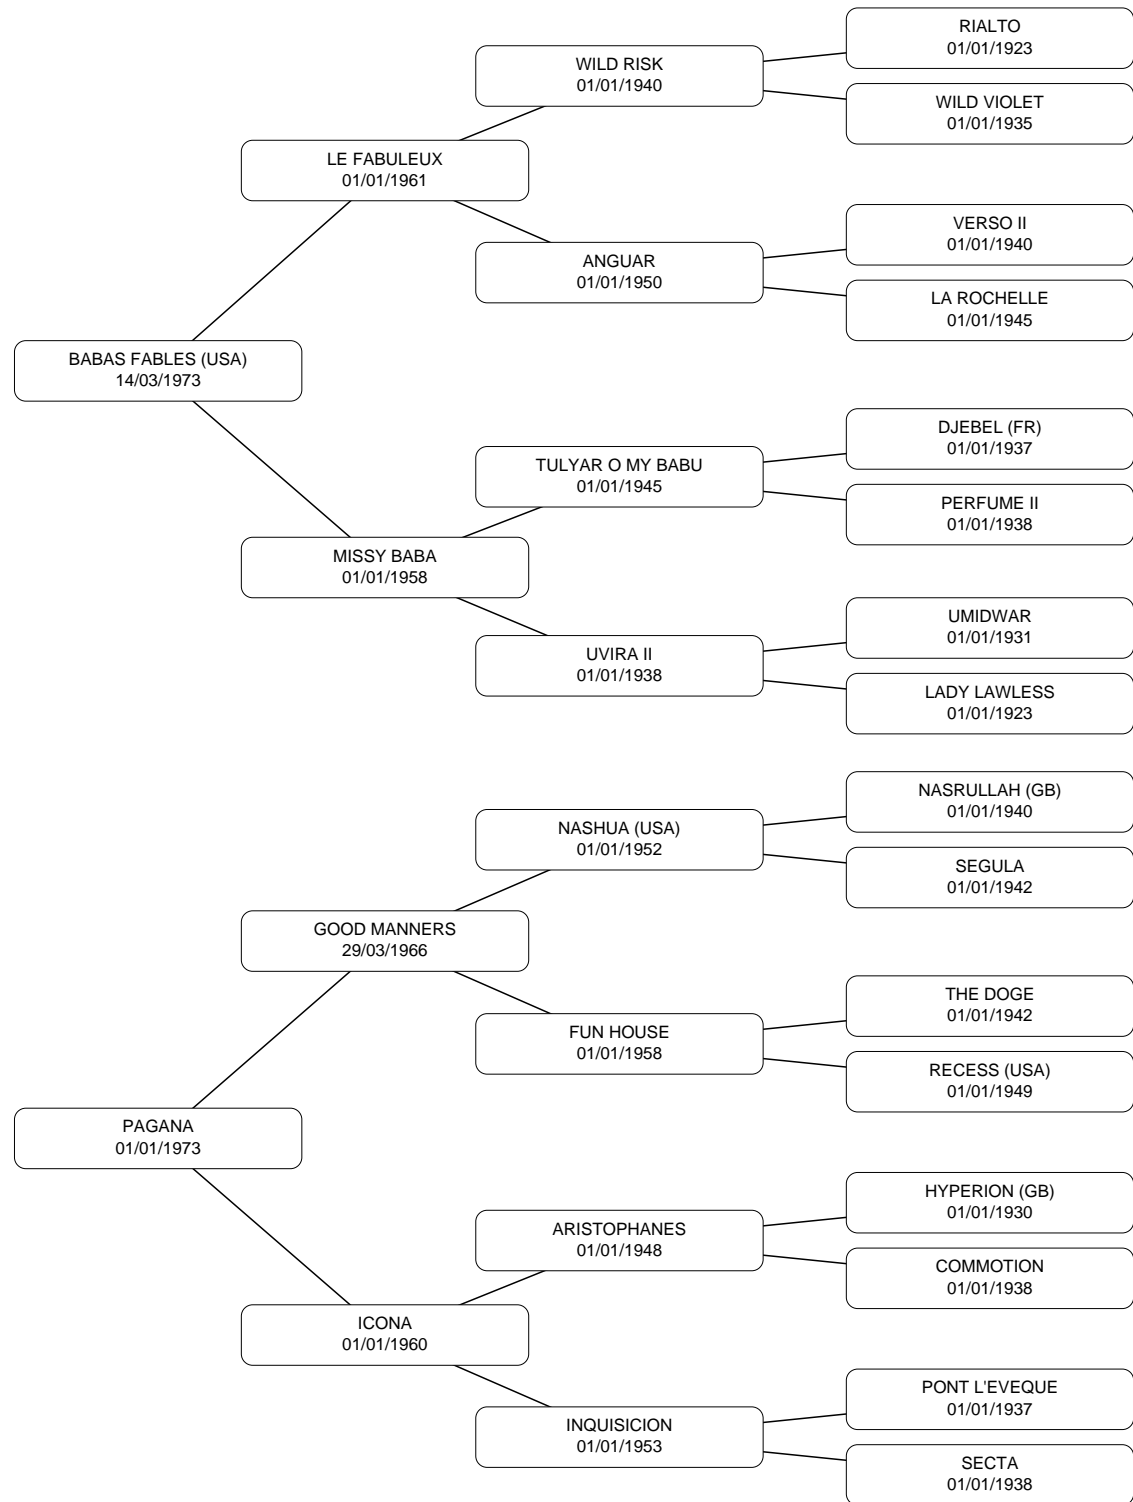 RIALTO
01/01/1923
WILD RISK
01/01/1940
WILD VIOLET
01/01/1935
LE FABULEUX
01/01/1961
VERSO II
01/01/1940
ANGUAR
01/01/1950
LA ROCHELLE
01/01/1945
BABAS FABLES (USA)
14/03/1973
DJEBEL (FR)
01/01/1937
TULYAR O MY BABU
01/01/1945
PERFUME II
01/01/1938
MISSY BABA
01/01/1958
UMIDWAR
01/01/1931
UVIRA II
01/01/1938
LADY LAWLESS
01/01/1923
NASRULLAH (GB)
01/01/1940
NASHUA (USA)
01/01/1952
SEGULA
01/01/1942
GOOD MANNERS
29/03/1966
THE DOGE
01/01/1942
FUN HOUSE
01/01/1958
RECESS (USA)
01/01/1949
PAGANA
01/01/1973
HYPERION (GB)
01/01/1930
ARISTOPHANES
01/01/1948
COMMOTION
01/01/1938
ICONA
01/01/1960
PONT L'EVEQUE
01/01/1937
INQUISICION
01/01/1953
SECTA
01/01/1938